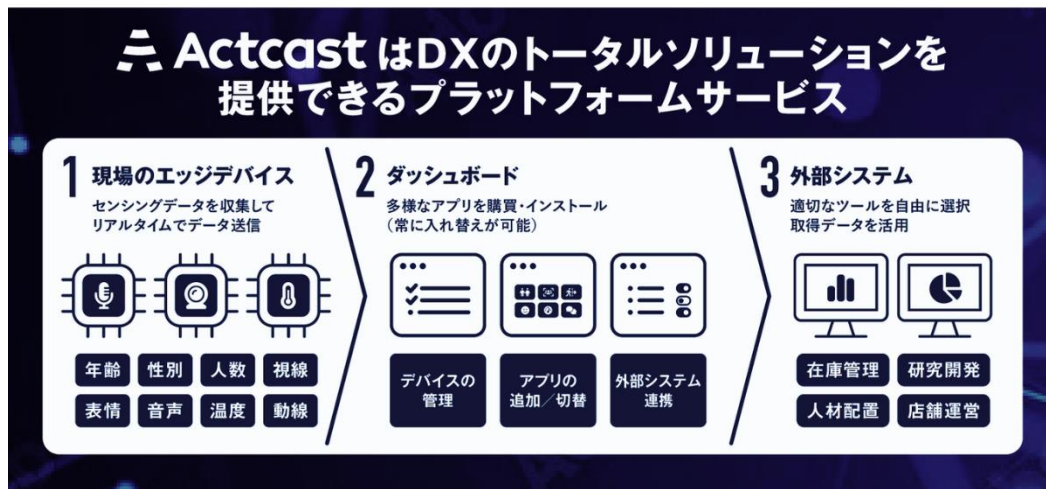 Actcast はDXのトータルソリューションを
提供できるプラットフォームサービス
1 現場のエッジデバイス
センシングデータを収集して
リアルタイムでデータ送信
年齢 性別 人数 視線
表情 音声 温度 動線
2 ダッシュボード
多様なアプリを購買・インストール
(常に入れ替えが可能)
デバイスの
管理
アプリの
追加/切替
外部システム
連携
3 外部システム
適切なツールを自由に選択
取得データを活用
在庫管理 研究開発
人材配置 店舗運営